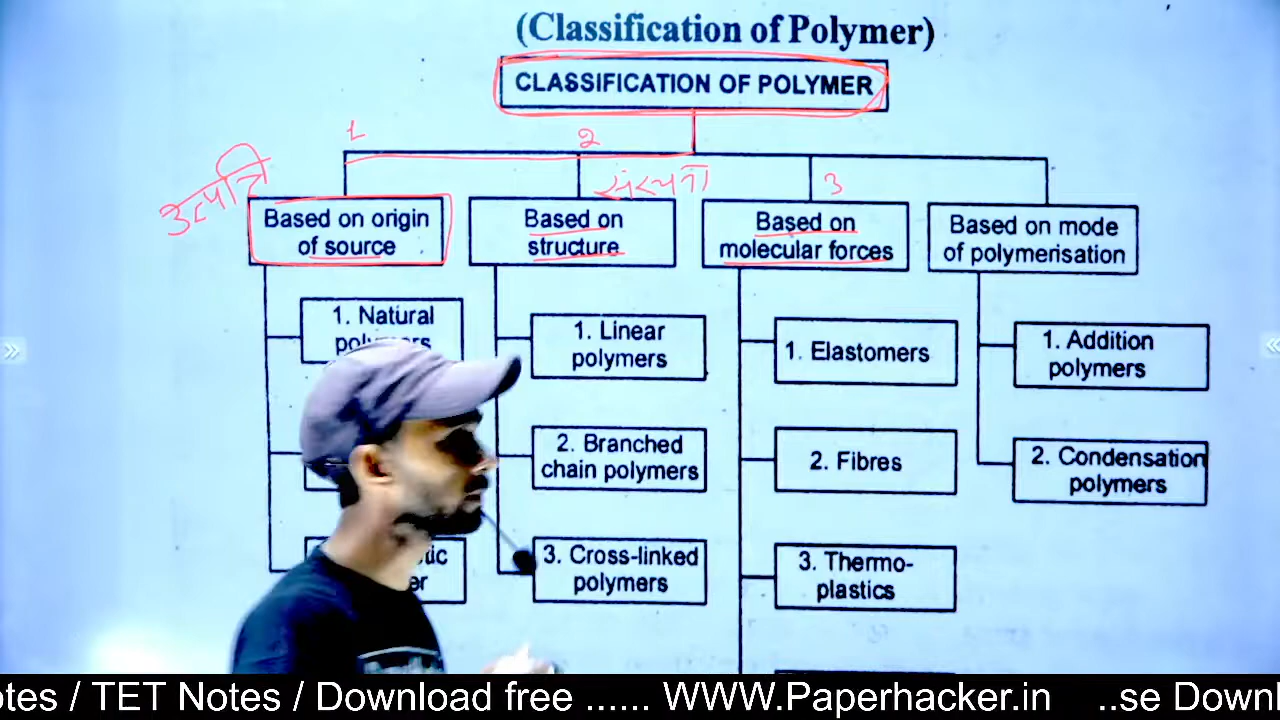 (Classification of Polymer)
CLASSIFICATION OF POLYMER
1
2
3
उत्पत्ति
संरचना
Based on origin
of source
Based on
structure
Based on
molecular forces
Based on mode
of polymerisation
1. Natural
1. Linear
polymers
1. Elastomers
1. Addition
polymers
2. Branched
chain polymers
2. Fibres
2. Condensation
polymers
3. Cross-linked
polymers
3. Thermo-
plastics
otes / TET Notes / Download free ...... WWW.Paperhacker.in ..se Downl